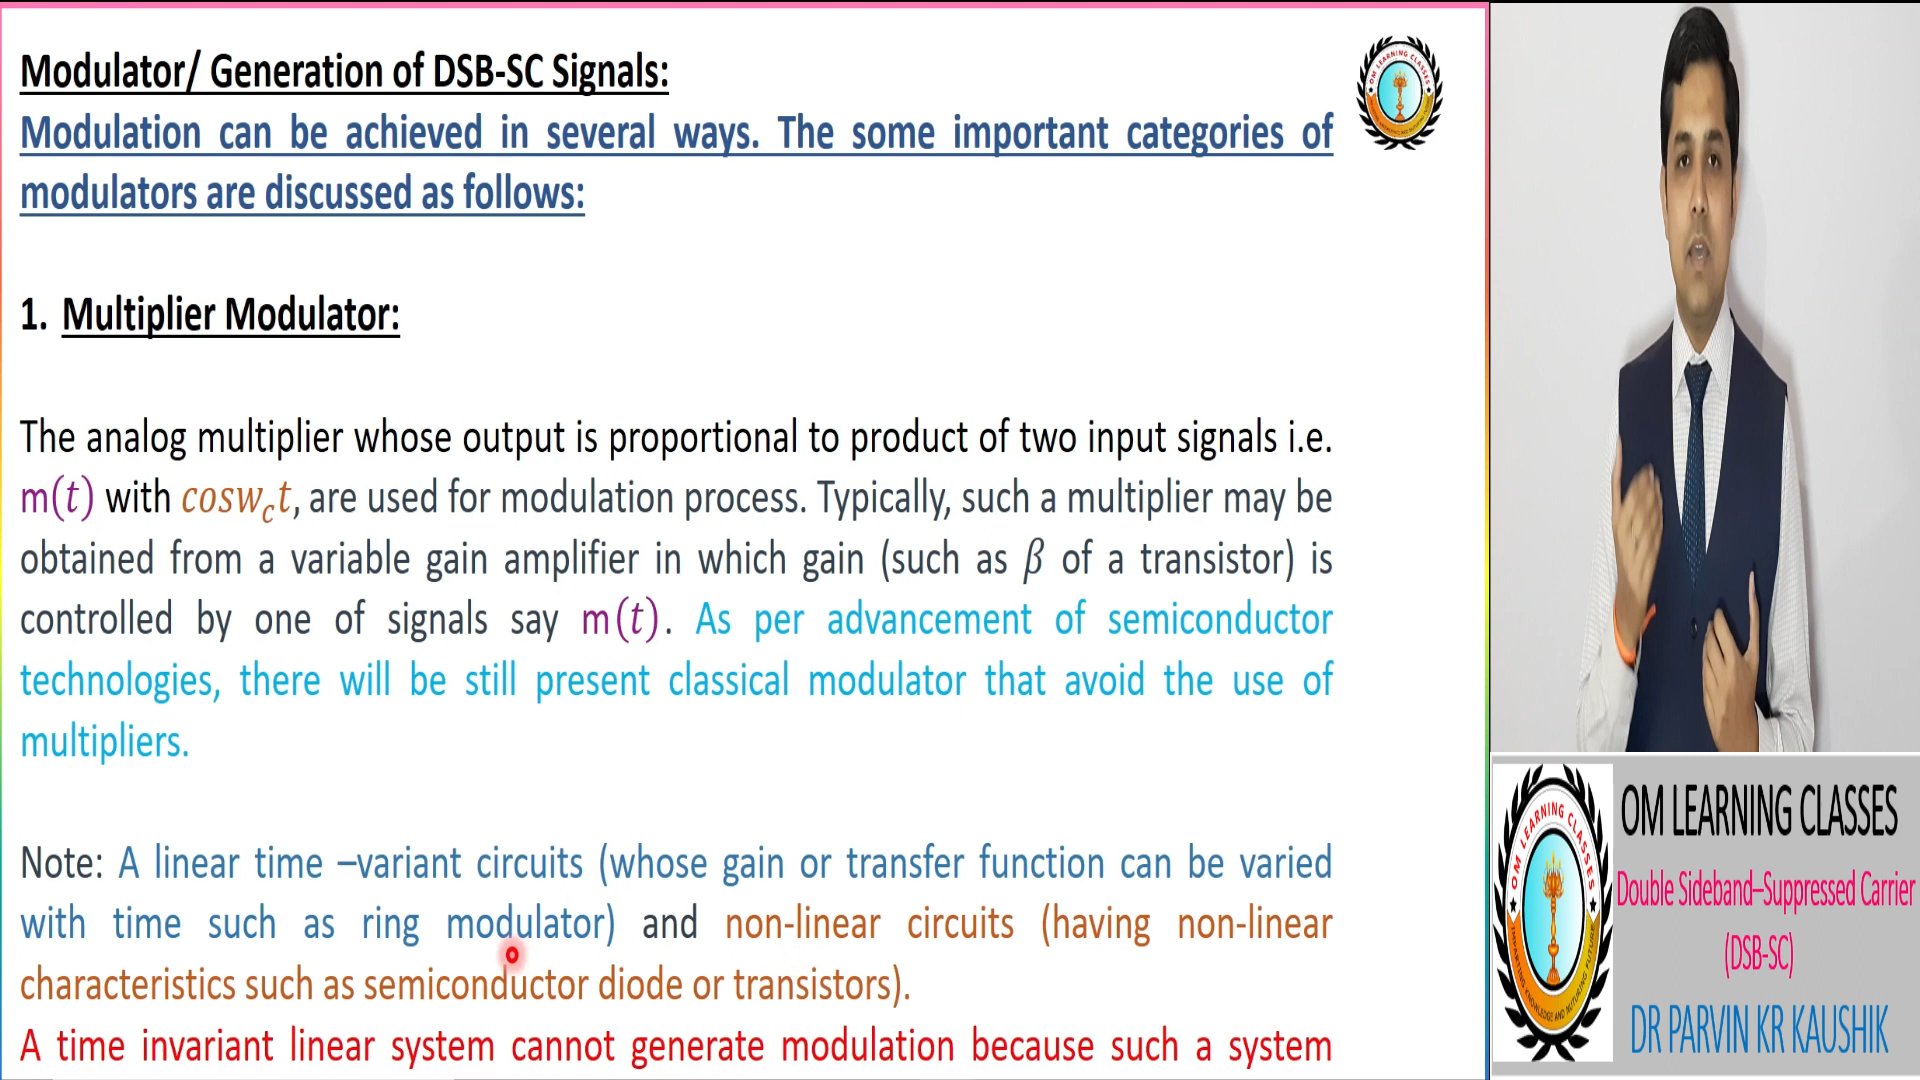 Modulator/ Generation of DSB-SC Signals:
Modulation can be achieved in several ways. The some important categories of
modulators are discussed as follows:
1. Multiplier Modulator:
The analog multiplier whose output is proportional to product of two input signals i.e.
m(t) with cosw_ct, are used for modulation process. Typically, such a multiplier may be
obtained from a variable gain amplifier in which gain (such as β of a transistor) is
controlled by one of signals say m(t). As per advancement of semiconductor
technologies, there will be still present classical modulator that avoid the use of
multipliers.
Note: A linear time –variant circuits (whose gain or transfer function can be varied
with time such as ring modulator) and non-linear circuits (having non-linear
characteristics such as semiconductor diode or transistors).
A time invariant linear system cannot generate modulation because such a system
OM LEARNING CLASSES
OM LEARNING CLASSES
OM LEARNING CLASSES
Double Sideband–Suppressed Carrier
(DSB-SC)
DR PARVIN KR KAUSHIK